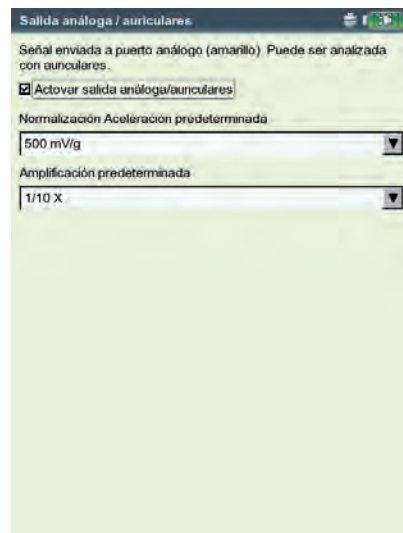 Salida análoga / auriculares
Señal enviada a puerto análogo (amarillo). Puede ser analizada
con auriculares.
Actovar salida análoga/auriculares
Normalización Aceleración predeterminada
500 mV/g
Amplificación predeterminada
1/10 X